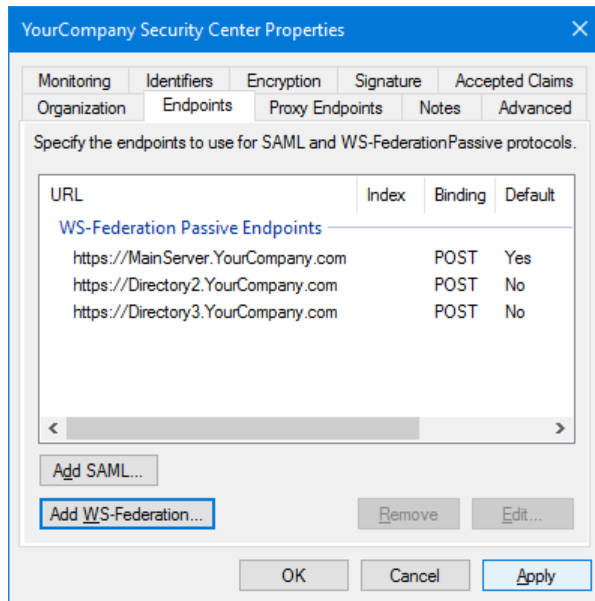 YourCompany Security Center Properties
Monitoring Identifiers Encryption Signature Accepted Claims
Organization Endpoints Proxy Endpoints Notes Advanced
Specify the endpoints to use for SAML and WS-FederationPassive protocols.
URL Index Binding Default
WS-Federation Passive Endpoints
https://MainServer.YourCompany.com POST Yes
https://Directory2.YourCompany.com POST No
https://Directory3.YourCompany.com POST No
Add SAML...
Add WS-Federation... Remove Edit...
OK Cancel Apply